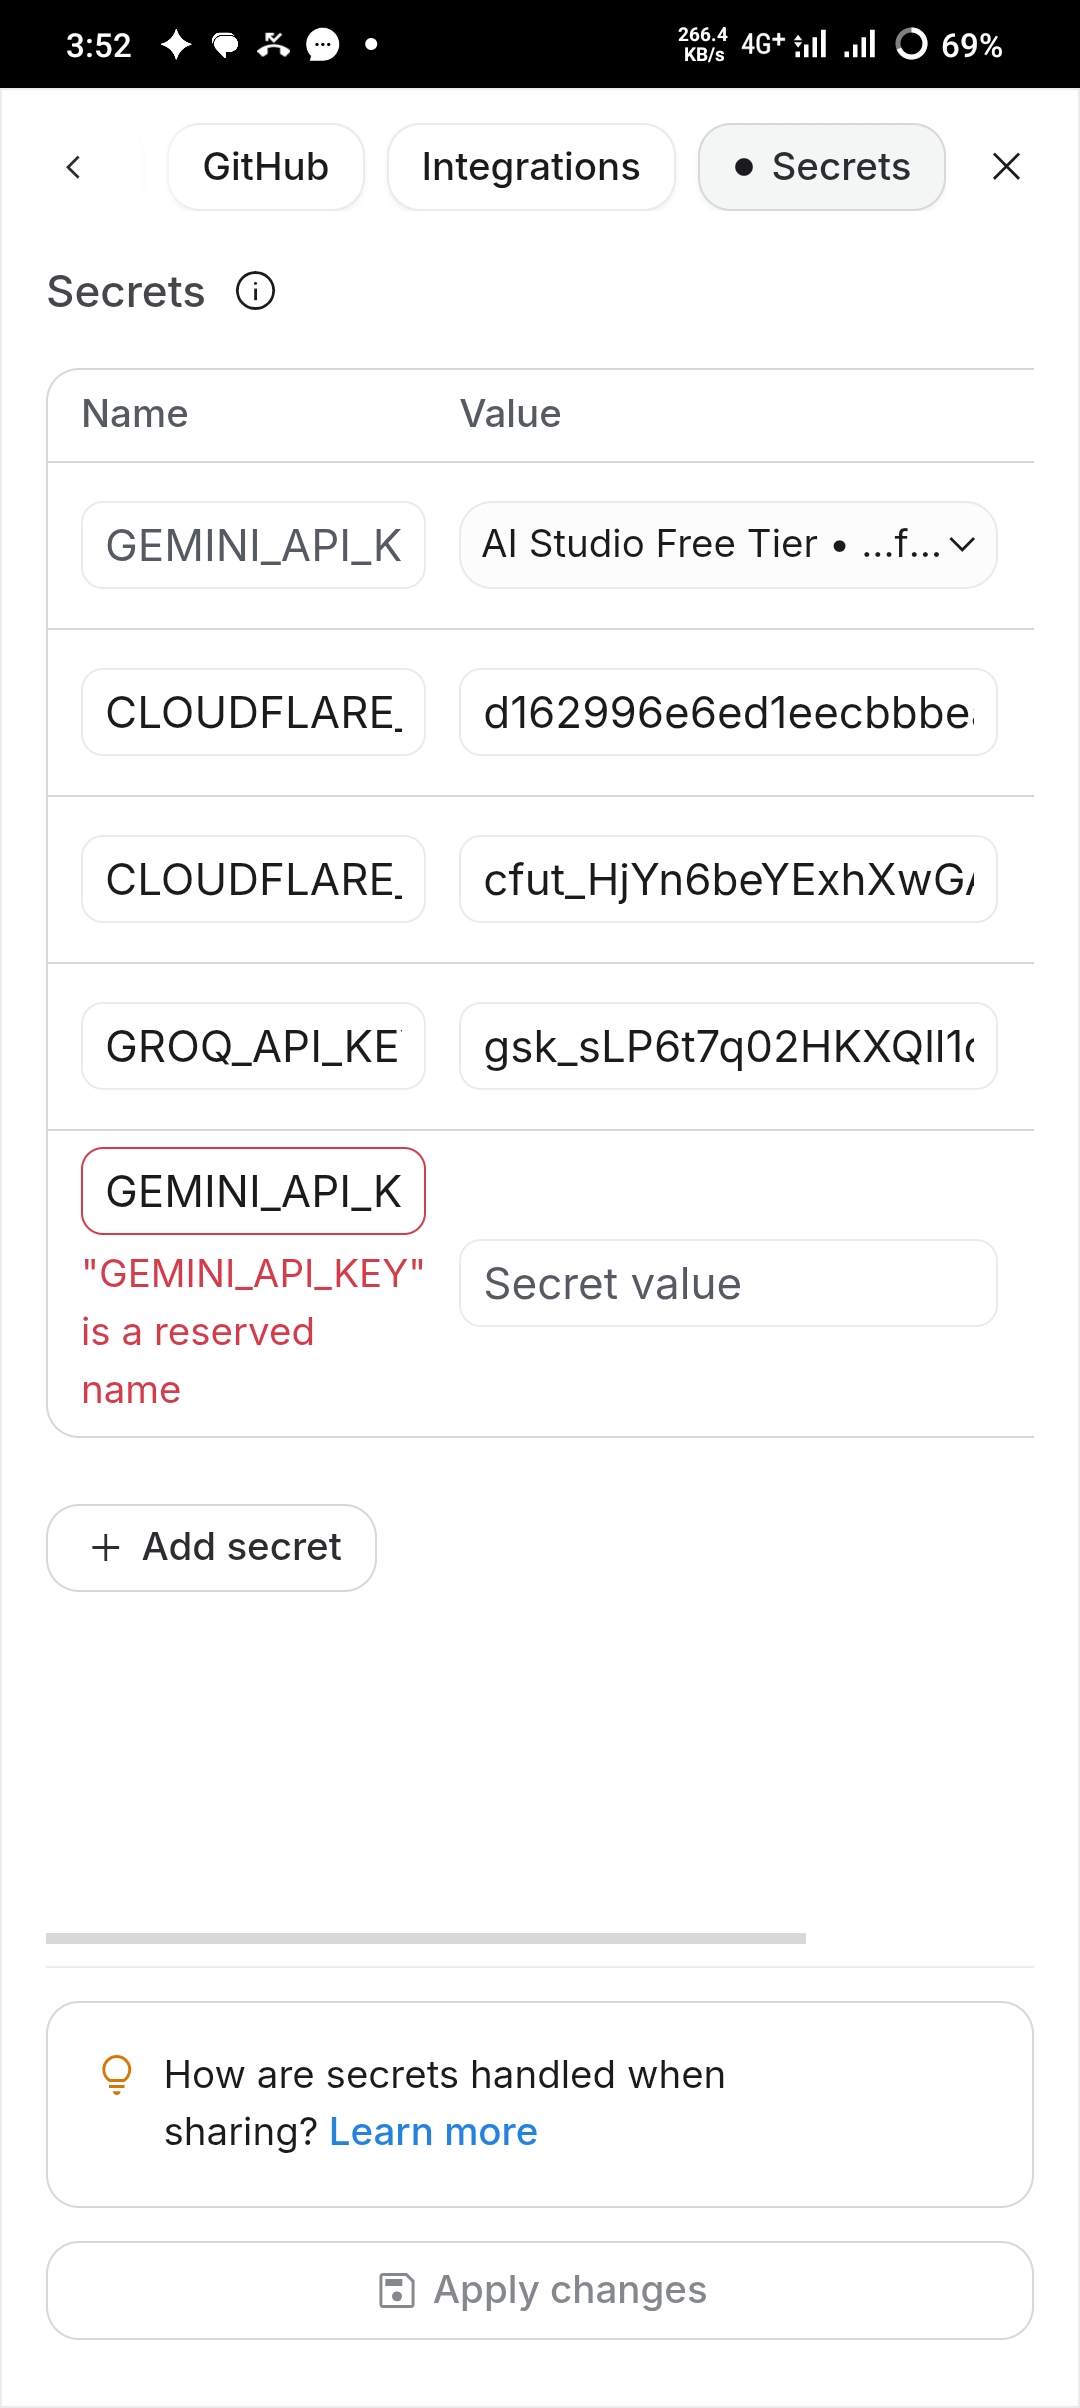 3:52 266.4 KB/s 4G+ 69%
GitHub Integrations Secrets
Secrets
Name Value
GEMINI_API_K AI Studio Free Tier • ...f...
CLOUDFLARE_ d162996e6ed1eecbbbe
CLOUDFLARE_ cfut_HjYn6beYExhXwGA
GROQ_API_KE gsk_sLP6t7q02HKXQII1c
GEMINI_API_K
"GEMINI_API_KEY"
is a reserved
name
Secret value
+ Add secret
How are secrets handled when
sharing? Learn more
Apply changes